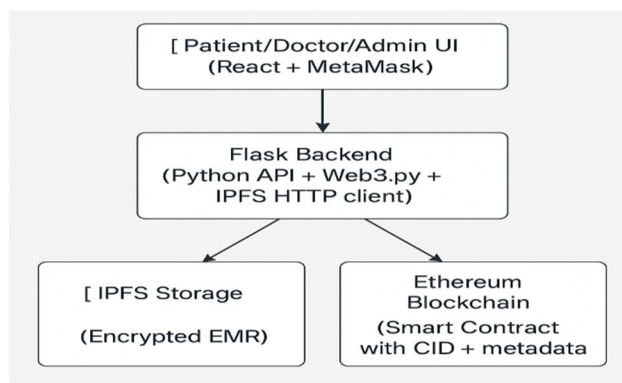 [ Patient/Doctor/Admin UI
(React + MetaMask)
Flask Backend
(Python API + Web3.py +
IPFS HTTP client)
[ IPFS Storage
(Encrypted EMR)
Ethereum
Blockchain
(Smart Contract
with CID + metadata